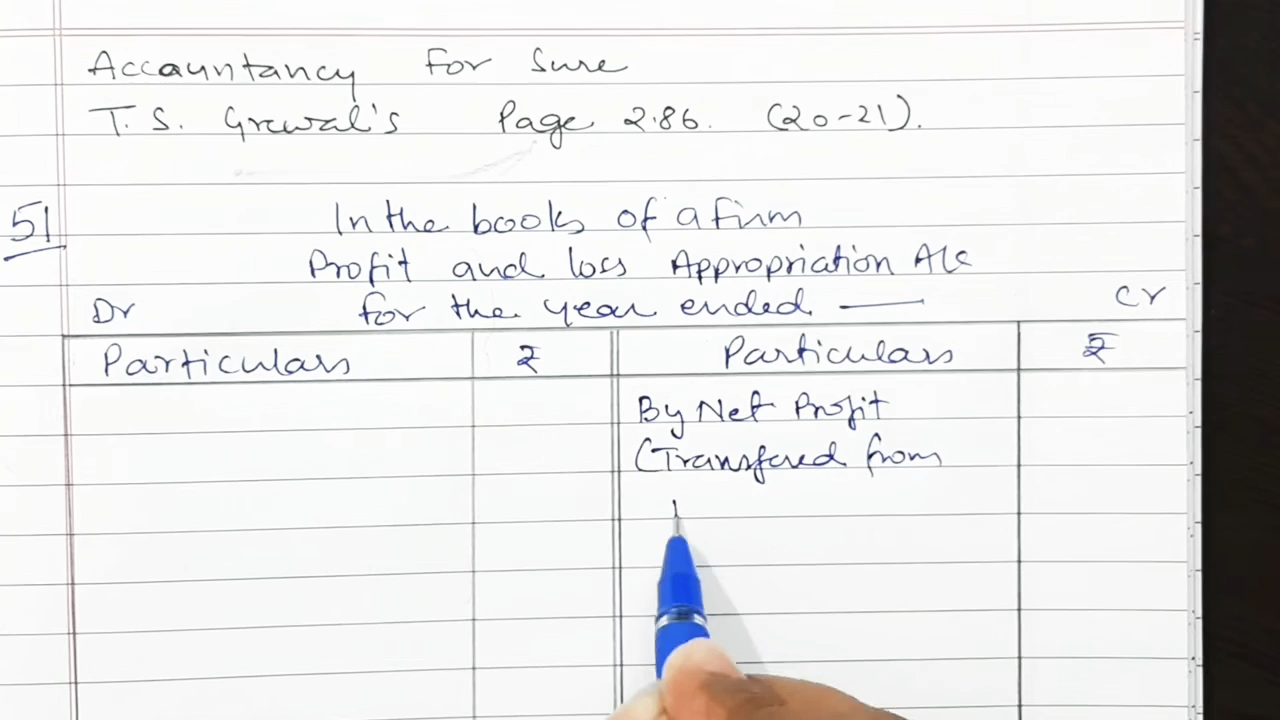 Accountancy For Sure
T. S. Grewal's Page 2.86. (20-21).
51
In the books of a Firm
Profit and loss Appropriation A/c
Dr for the year ended —— Cr
Particulars ₹ Particulars ₹
By Net Profit
(Transfered from